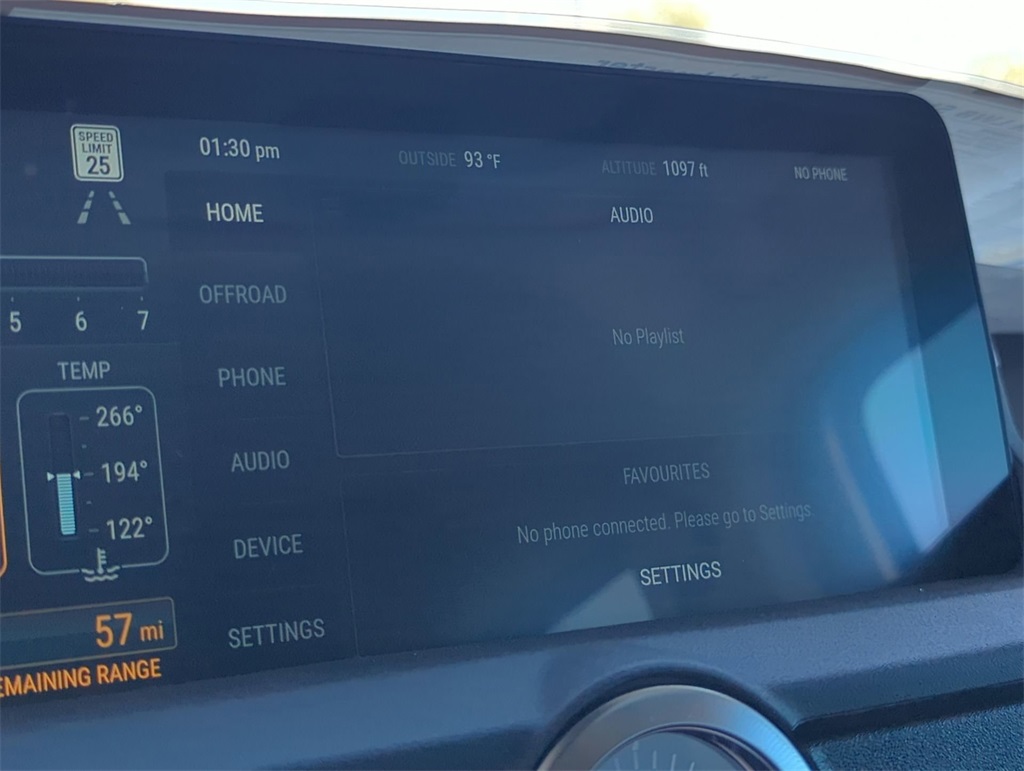 SPEED
LIMIT
25
01:30 pm
OUTSIDE 93 °F
ALTITUDE 1097 ft
NO PHONE
HOME
OFFROAD
PHONE
AUDIO
DEVICE
SETTINGS
AUDIO
No Playlist
FAVOURITES
No phone connected. Please go to Settings
SETTINGS
5 6 7
TEMP
266°
194°
122°
57 mi
EMAINING RANGE